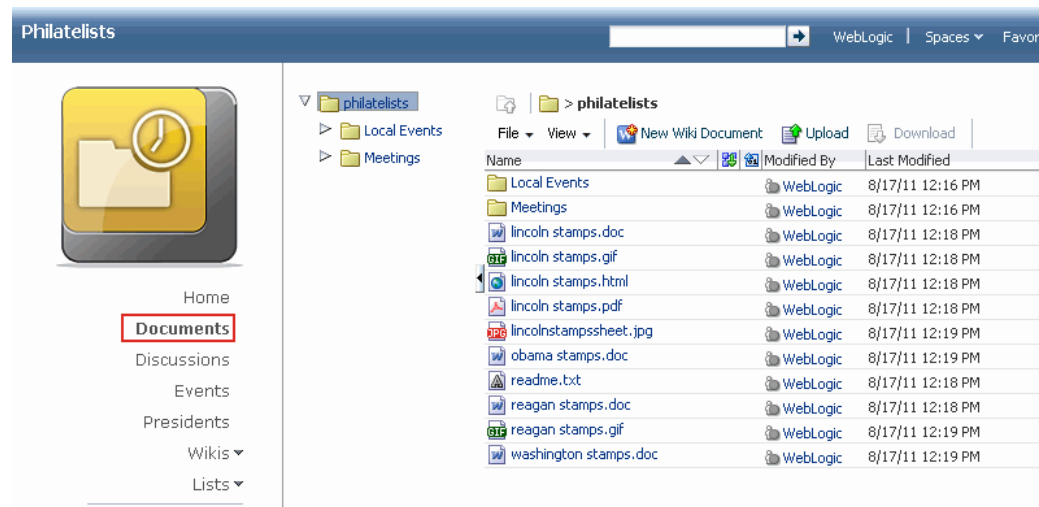 Philatelists
WebLogic | Spaces Favor
philatelists
Local Events
Meetings
Home
Documents
Discussions
Events
Presidents
Wikis
Lists
> philatelists
File View New Wiki Document Upload Download
Name Modified By Last Modified
Local Events WebLogic 8/17/11 12:16 PM
Meetings WebLogic 8/17/11 12:16 PM
lincoln stamps.doc WebLogic 8/17/11 12:18 PM
GIF lincoln stamps.gif WebLogic 8/17/11 12:18 PM
lincoln stamps.html WebLogic 8/17/11 12:18 PM
lincoln stamps.pdf WebLogic 8/17/11 12:18 PM
JPG lincolnstampssheet.jpg WebLogic 8/17/11 12:19 PM
obama stamps.doc WebLogic 8/17/11 12:19 PM
readme.txt WebLogic 8/17/11 12:18 PM
reagan stamps.doc WebLogic 8/17/11 12:18 PM
GIF reagan stamps.gif WebLogic 8/17/11 12:19 PM
washington stamps.doc WebLogic 8/17/11 12:19 PM